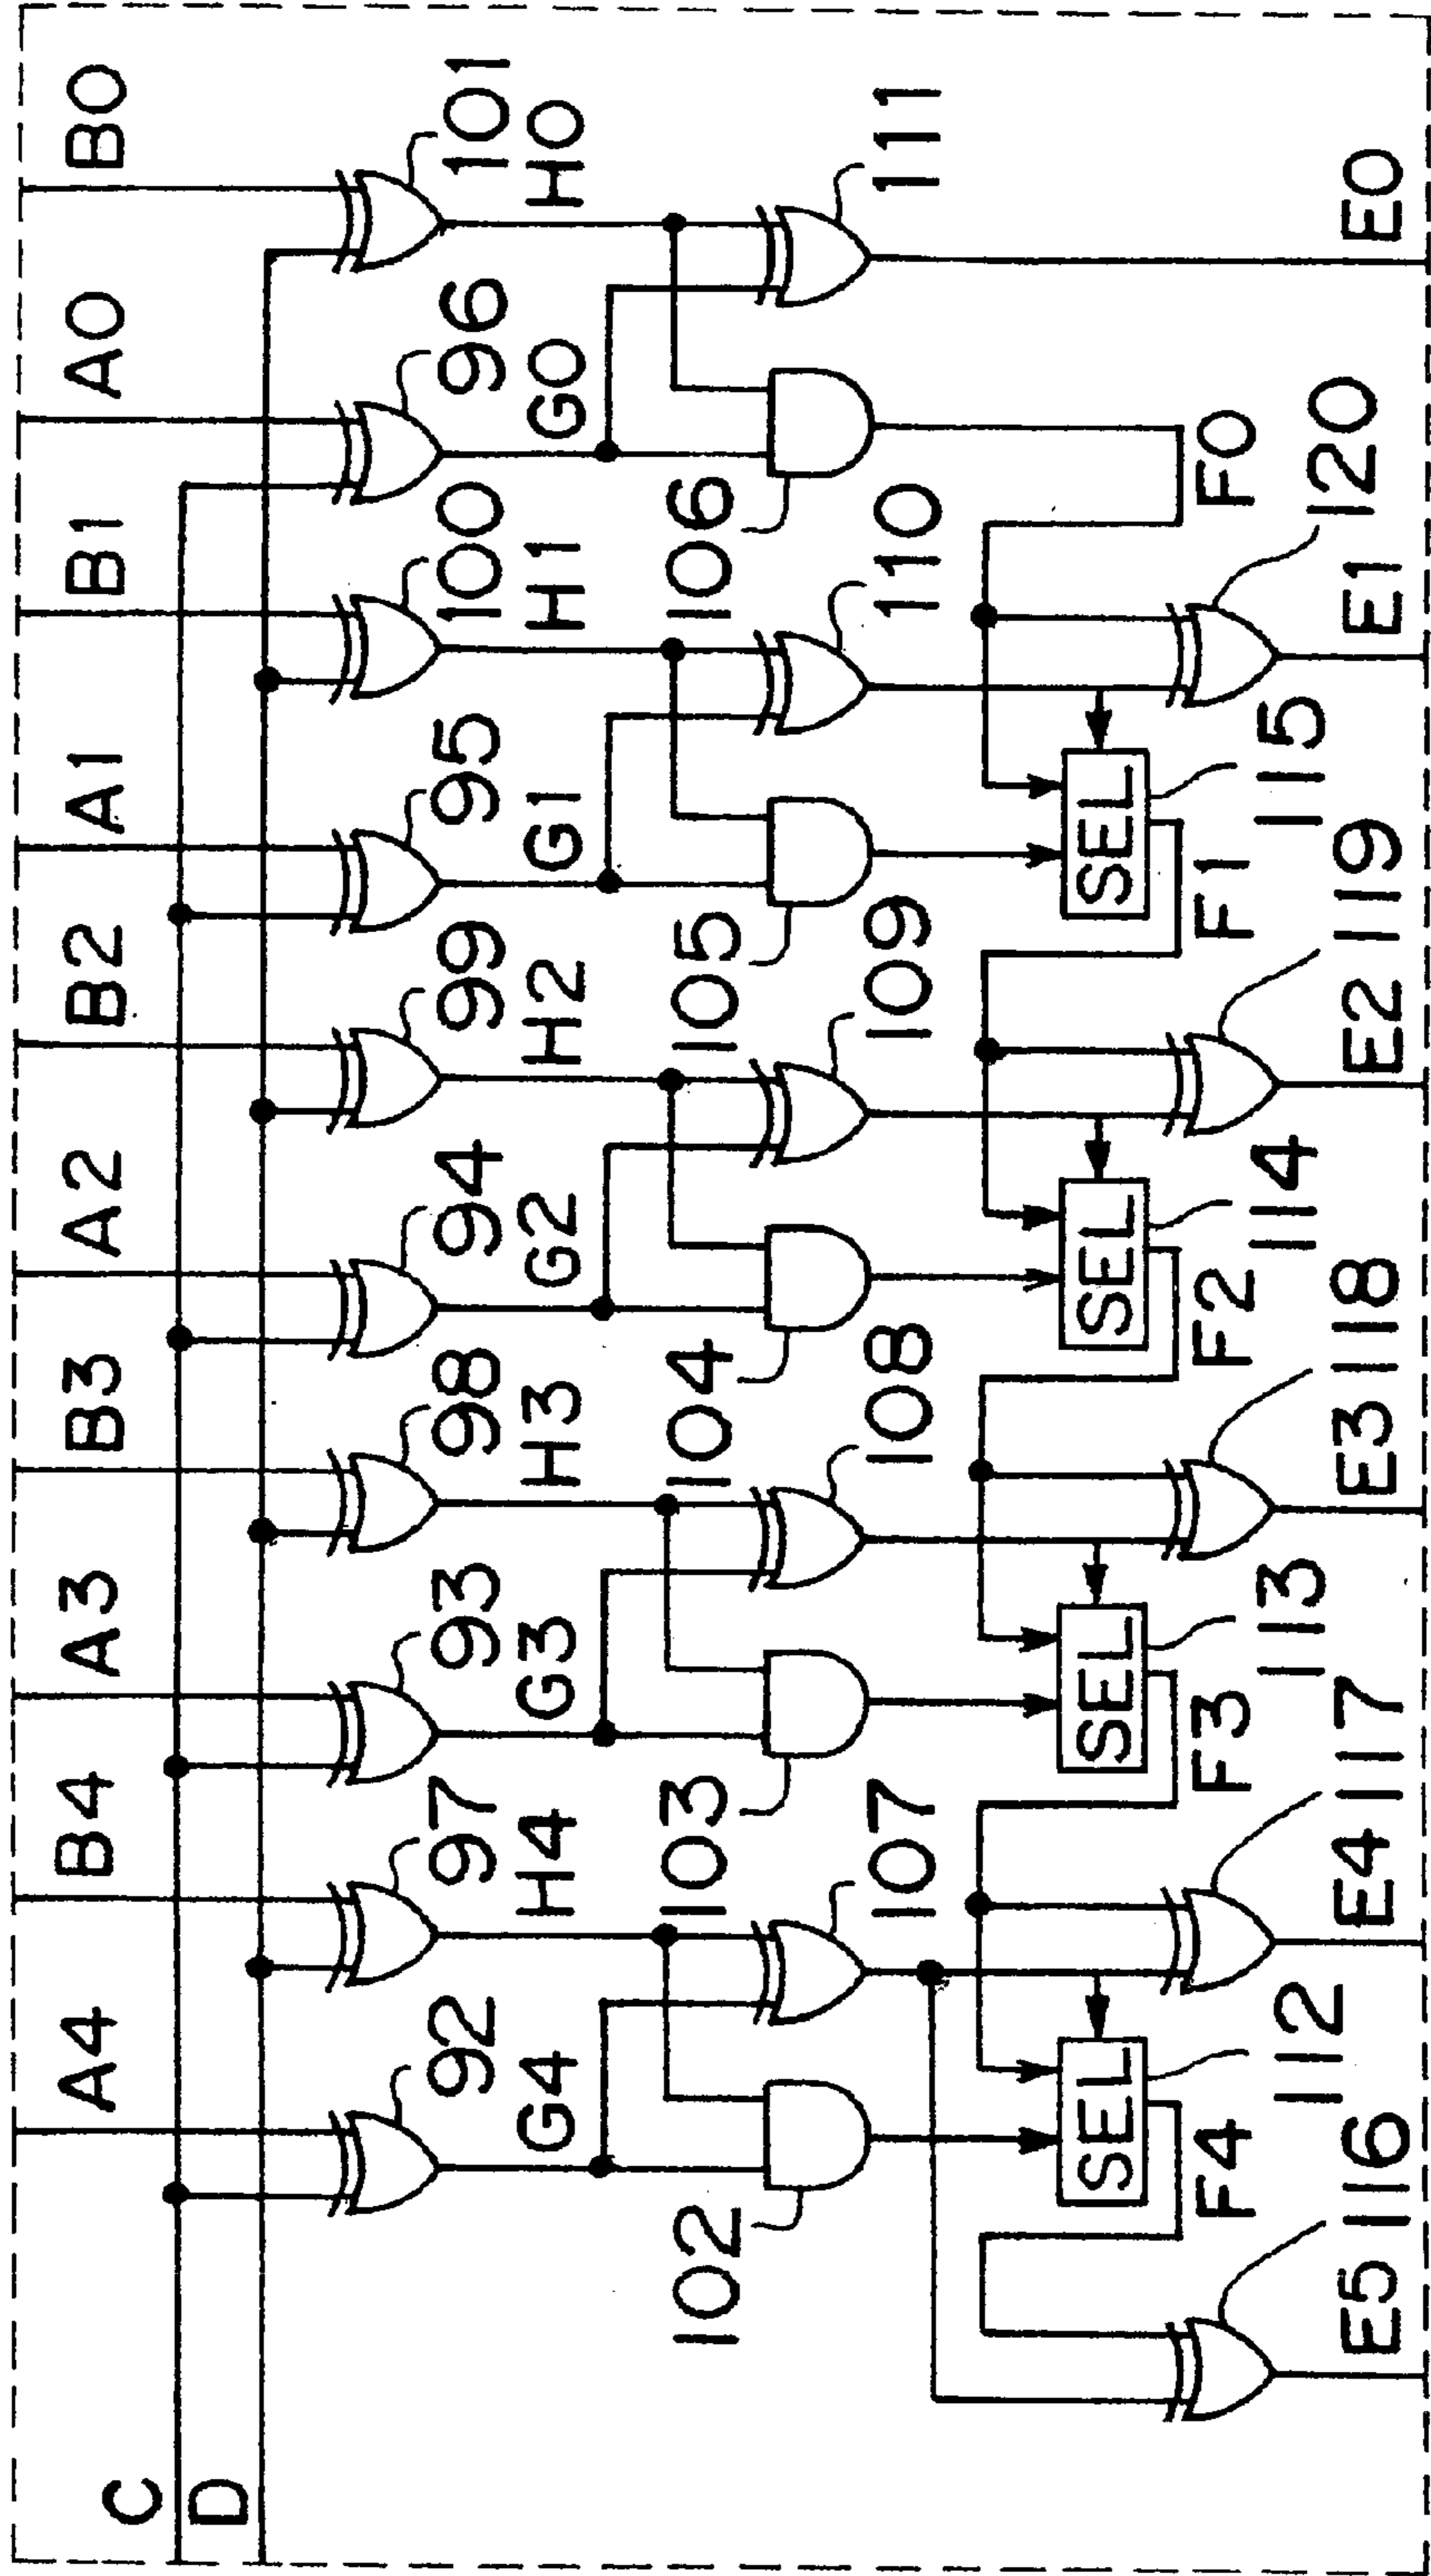 C
D
A4 B4 A3 B3 A2 B2 A1 B1 A0 B0
92 97 93 98 94 99 95 100 96 101
G4 H4 G3 H3 G2 H2 G1 H1 G0 H0
102 103 104 105 106
107 108 109 110 111
SEL SEL SEL SEL
112 113 114 115
F4 F3 F2 F1 F0
116 117 118 119 120
E5 E4 E3 E2 E1 E0